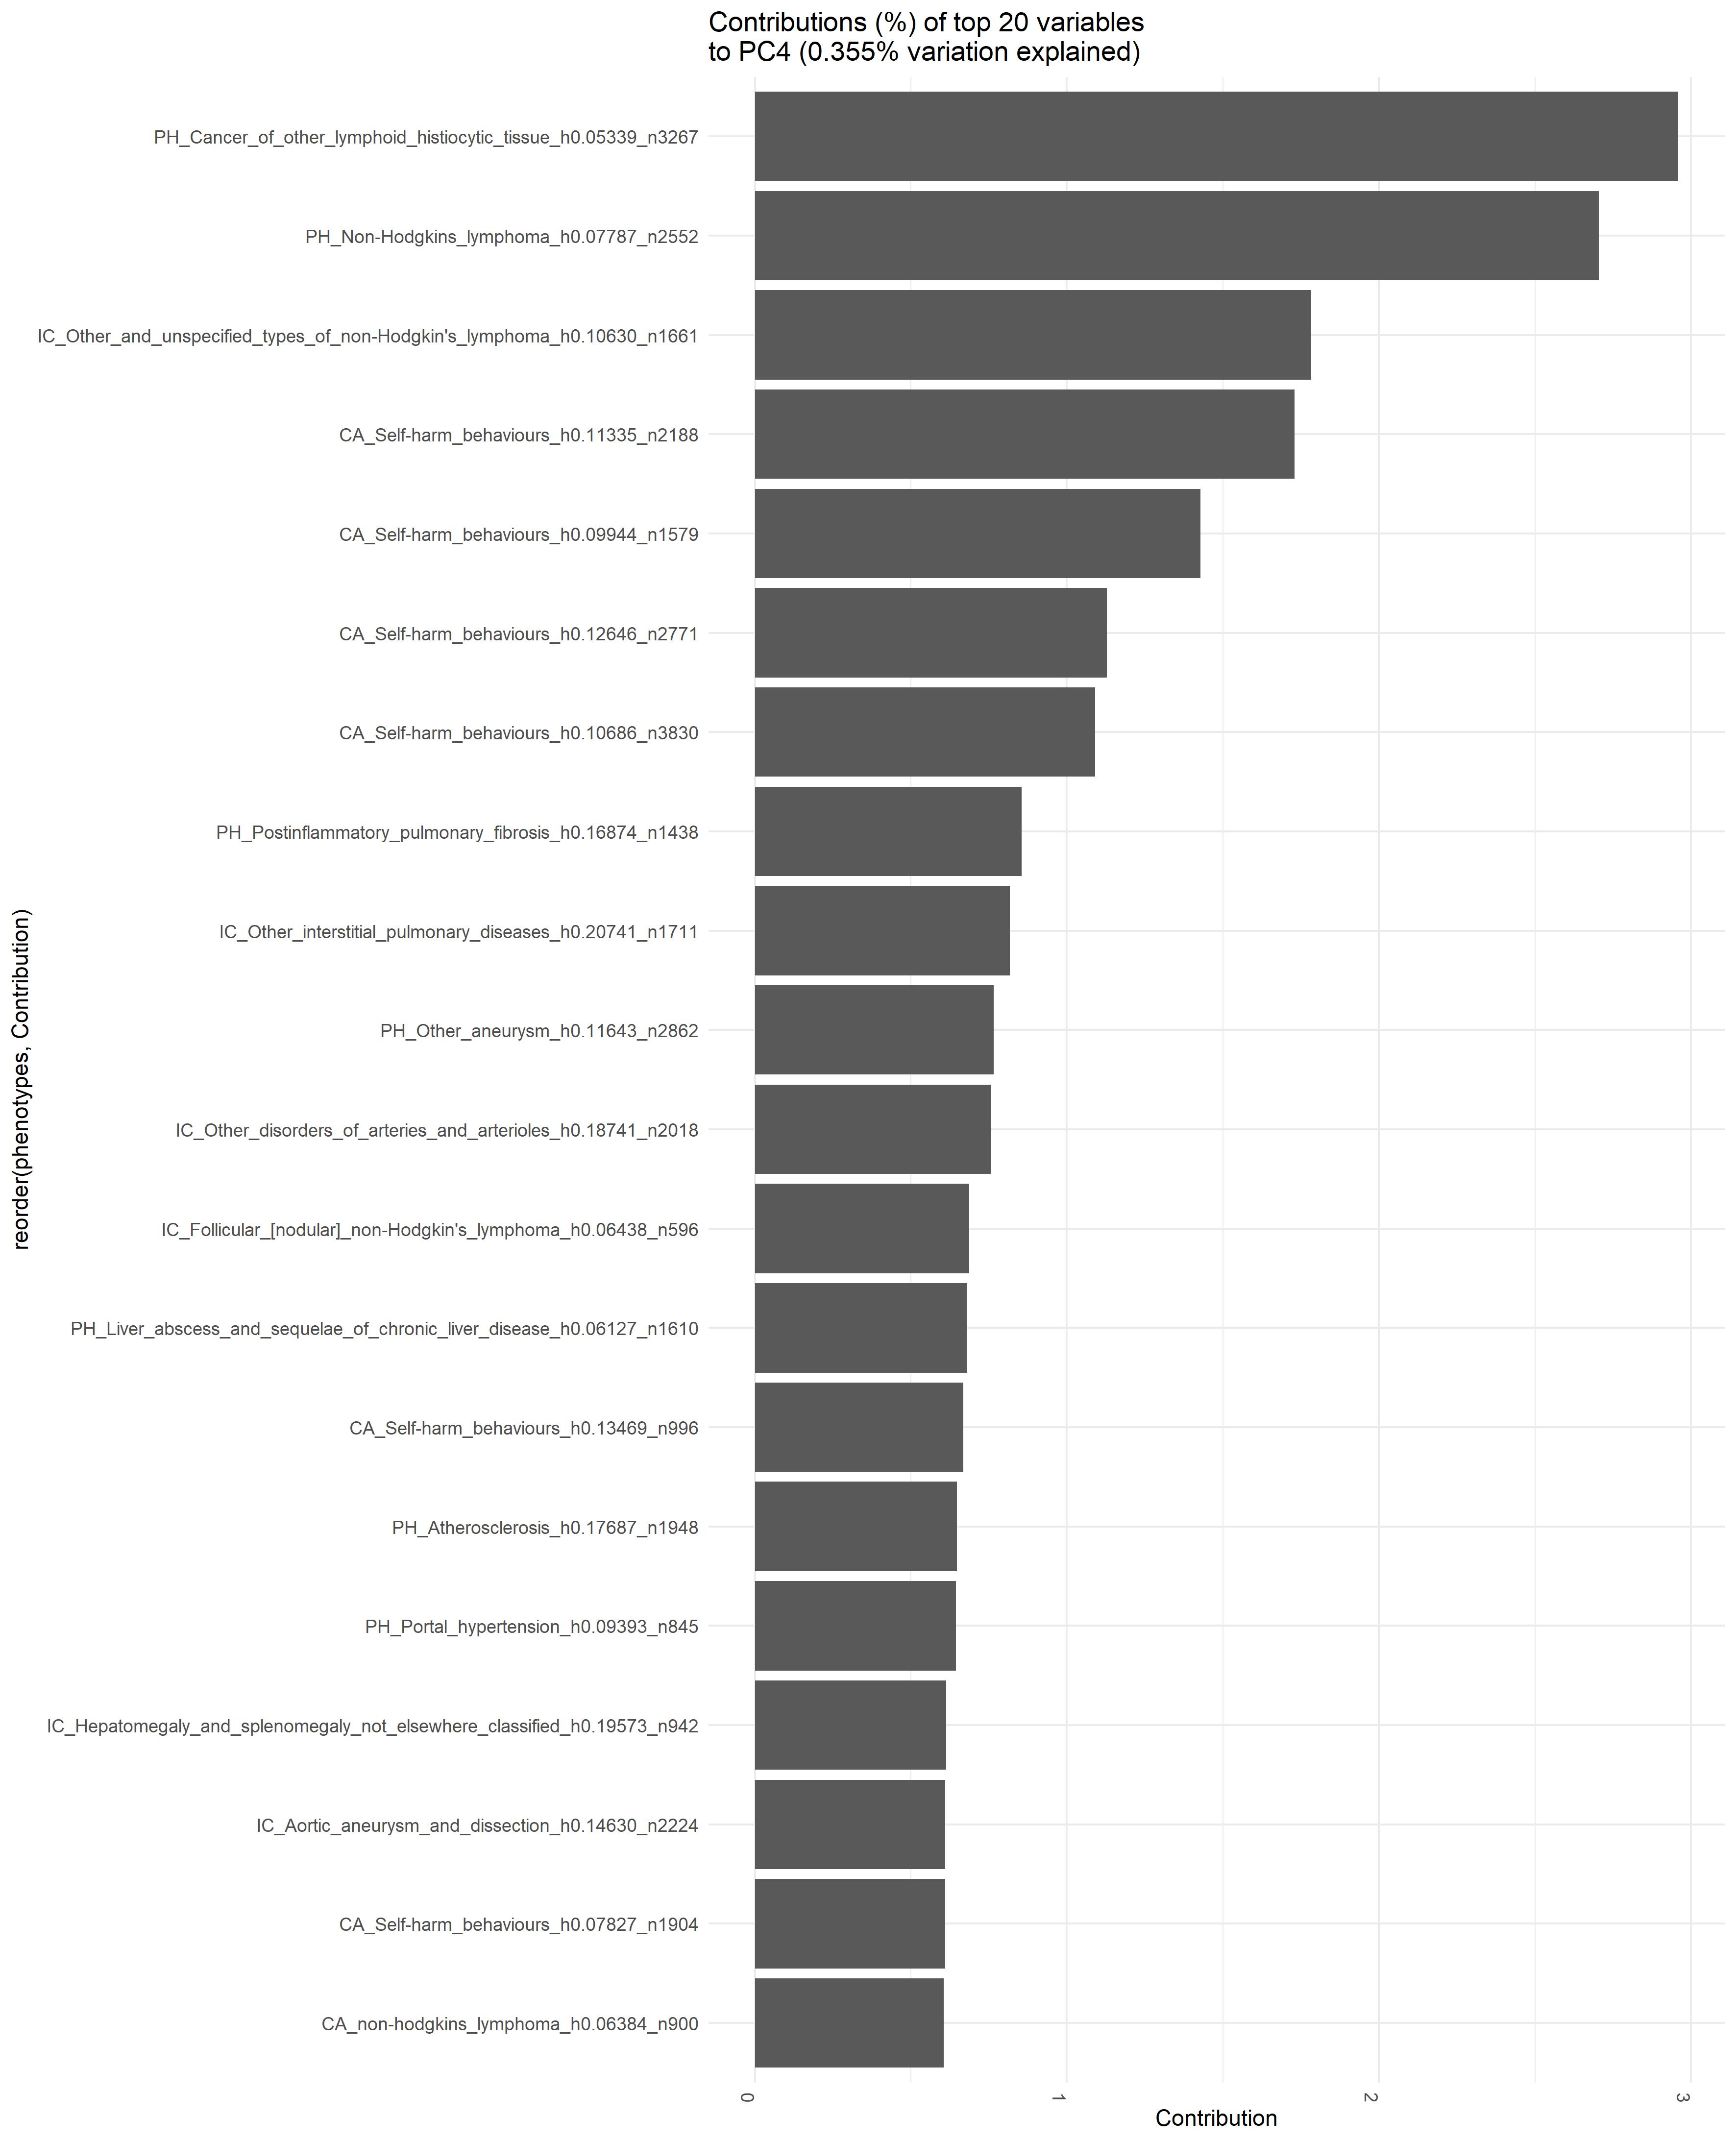 Contributions (%) of top 20 variables
to PC4 (0.355% variation explained)
PH_Cancer_of_other_lymphoid_histiocytic_tissue_h0.05339_n3267
PH_Non-Hodgkins_lymphoma_h0.07787_n2552
IC_Other_and_unspecified_types_of_non-Hodgkin's_lymphoma_h0.10630_n1661
CA_Self-harm_behaviours_h0.11335_n2188
CA_Self-harm_behaviours_h0.09944_n1579
CA_Self-harm_behaviours_h0.12646_n2771
CA_Self-harm_behaviours_h0.10686_n3830
PH_Postinflammatory_pulmonary_fibrosis_h0.16874_n1438
IC_Other_interstitial_pulmonary_diseases_h0.20741_n1711
PH_Other_aneurysm_h0.11643_n2862
IC_Other_disorders_of_arteries_and_arterioles_h0.18741_n2018
IC_Follicular_[nodular]_non-Hodgkin's_lymphoma_h0.06438_n596
PH_Liver_abscess_and_sequelae_of_chronic_liver_disease_h0.06127_n1610
CA_Self-harm_behaviours_h0.13469_n996
PH_Atherosclerosis_h0.17687_n1948
PH_Portal_hypertension_h0.09393_n845
IC_Hepatomegaly_and_splenomegaly_not_elsewhere_classified_h0.19573_n942
IC_Aortic_aneurysm_and_dissection_h0.14630_n2224
CA_Self-harm_behaviours_h0.07827_n1904
CA_non-hodgkins_lymphoma_h0.06384_n900
reorder(phenotypes, Contribution)
0 1 2 3
Contribution